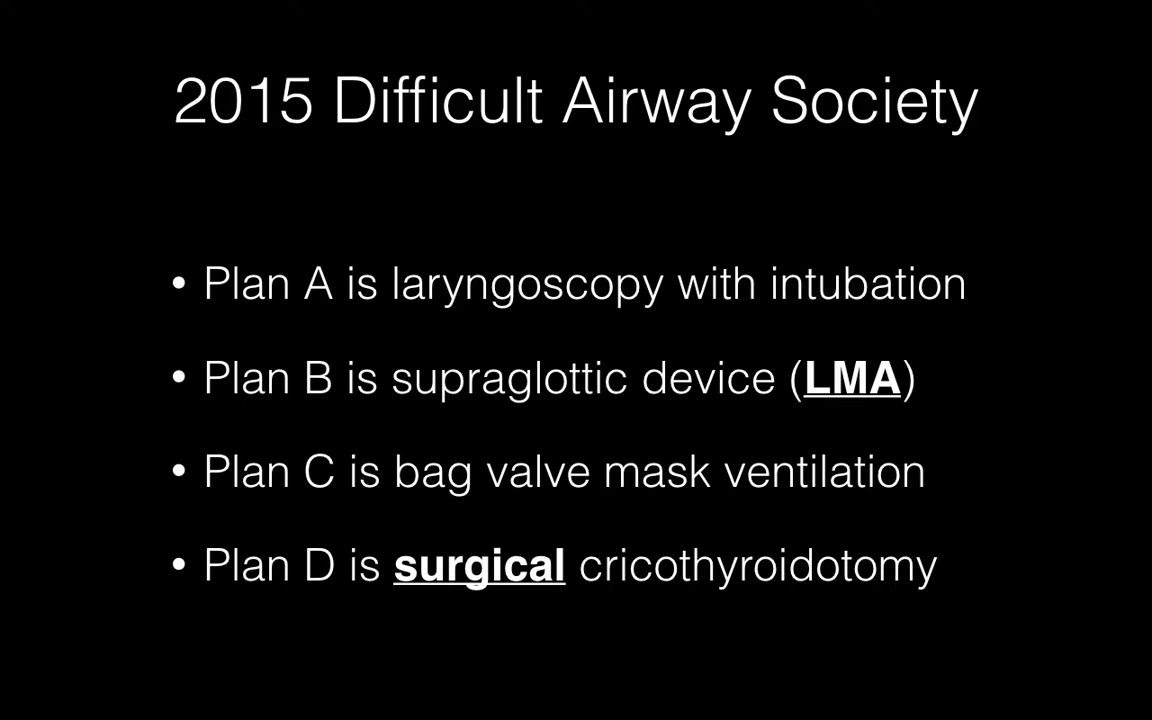 2015 Difficult Airway Society
• Plan A is laryngoscopy with intubation
• Plan B is supraglottic device (LMA)
• Plan C is bag valve mask ventilation
• Plan D is surgical cricothyroidotomy